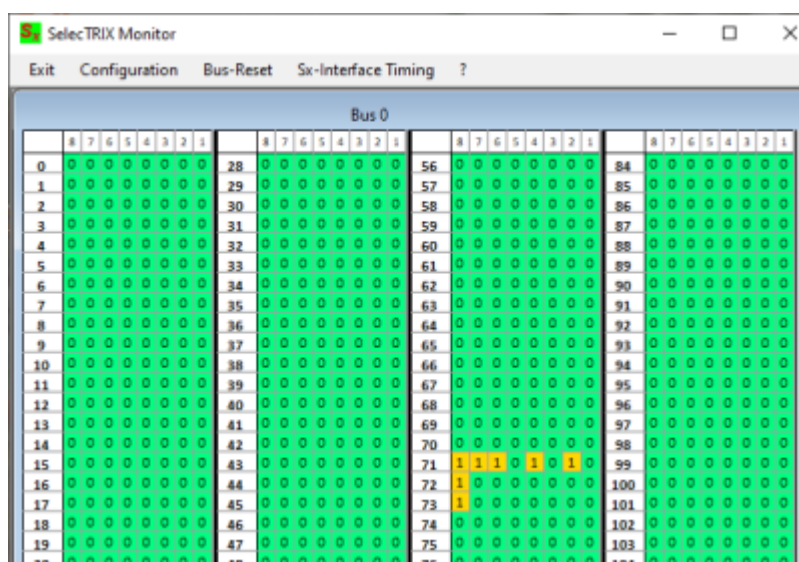 Sx SelecTRIX Monitor
Exit Configuration Bus-Reset Sx-Interface Timing ?
Bus 0
8 7 6 5 4 3 2 1 8 7 6 5 4 3 2 1 8 7 6 5 4 3 2 1 8 7 6 5 4 3 2 1
0 0 0 0 0 0 0 0 0 28 0 0 0 0 0 0 0 0 56 0 0 0 0 0 0 0 0 84 0 0 0 0 0 0 0 0
1 0 0 0 0 0 0 0 0 29 0 0 0 0 0 0 0 0 57 0 0 0 0 0 0 0 0 85 0 0 0 0 0 0 0 0
2 0 0 0 0 0 0 0 0 30 0 0 0 0 0 0 0 0 58 0 0 0 0 0 0 0 0 86 0 0 0 0 0 0 0 0
3 0 0 0 0 0 0 0 0 31 0 0 0 0 0 0 0 0 59 0 0 0 0 0 0 0 0 87 0 0 0 0 0 0 0 0
4 0 0 0 0 0 0 0 0 32 0 0 0 0 0 0 0 0 60 0 0 0 0 0 0 0 0 88 0 0 0 0 0 0 0 0
5 0 0 0 0 0 0 0 0 33 0 0 0 0 0 0 0 0 61 0 0 0 0 0 0 0 0 89 0 0 0 0 0 0 0 0
6 0 0 0 0 0 0 0 0 34 0 0 0 0 0 0 0 0 62 0 0 0 0 0 0 0 0 90 0 0 0 0 0 0 0 0
7 0 0 0 0 0 0 0 0 35 0 0 0 0 0 0 0 0 63 0 0 0 0 0 0 0 0 91 0 0 0 0 0 0 0 0
8 0 0 0 0 0 0 0 0 36 0 0 0 0 0 0 0 0 64 0 0 0 0 0 0 0 0 92 0 0 0 0 0 0 0 0
9 0 0 0 0 0 0 0 0 37 0 0 0 0 0 0 0 0 65 0 0 0 0 0 0 0 0 93 0 0 0 0 0 0 0 0
10 0 0 0 0 0 0 0 0 38 0 0 0 0 0 0 0 0 66 0 0 0 0 0 0 0 0 94 0 0 0 0 0 0 0 0
11 0 0 0 0 0 0 0 0 39 0 0 0 0 0 0 0 0 67 0 0 0 0 0 0 0 0 95 0 0 0 0 0 0 0 0
12 0 0 0 0 0 0 0 0 40 0 0 0 0 0 0 0 0 68 0 0 0 0 0 0 0 0 96 0 0 0 0 0 0 0 0
13 0 0 0 0 0 0 0 0 41 0 0 0 0 0 0 0 0 69 0 0 0 0 0 0 0 0 97 0 0 0 0 0 0 0 0
14 0 0 0 0 0 0 0 0 42 0 0 0 0 0 0 0 0 70 0 0 0 0 0 0 0 0 98 0 0 0 0 0 0 0 0
15 0 0 0 0 0 0 0 0 43 0 0 0 0 0 0 0 0 71 1 1 1 0 1 0 1 0 99 0 0 0 0 0 0 0 0
16 0 0 0 0 0 0 0 0 44 0 0 0 0 0 0 0 0 72 1 0 0 0 0 0 0 0 100 0 0 0 0 0 0 0 0
17 0 0 0 0 0 0 0 0 45 0 0 0 0 0 0 0 0 73 1 0 0 0 0 0 0 0 101 0 0 0 0 0 0 0 0
18 0 0 0 0 0 0 0 0 46 0 0 0 0 0 0 0 0 74 0 0 0 0 0 0 0 0 102 0 0 0 0 0 0 0 0
19 0 0 0 0 0 0 0 0 47 0 0 0 0 0 0 0 0 75 0 0 0 0 0 0 0 0 103 0 0 0 0 0 0 0 0